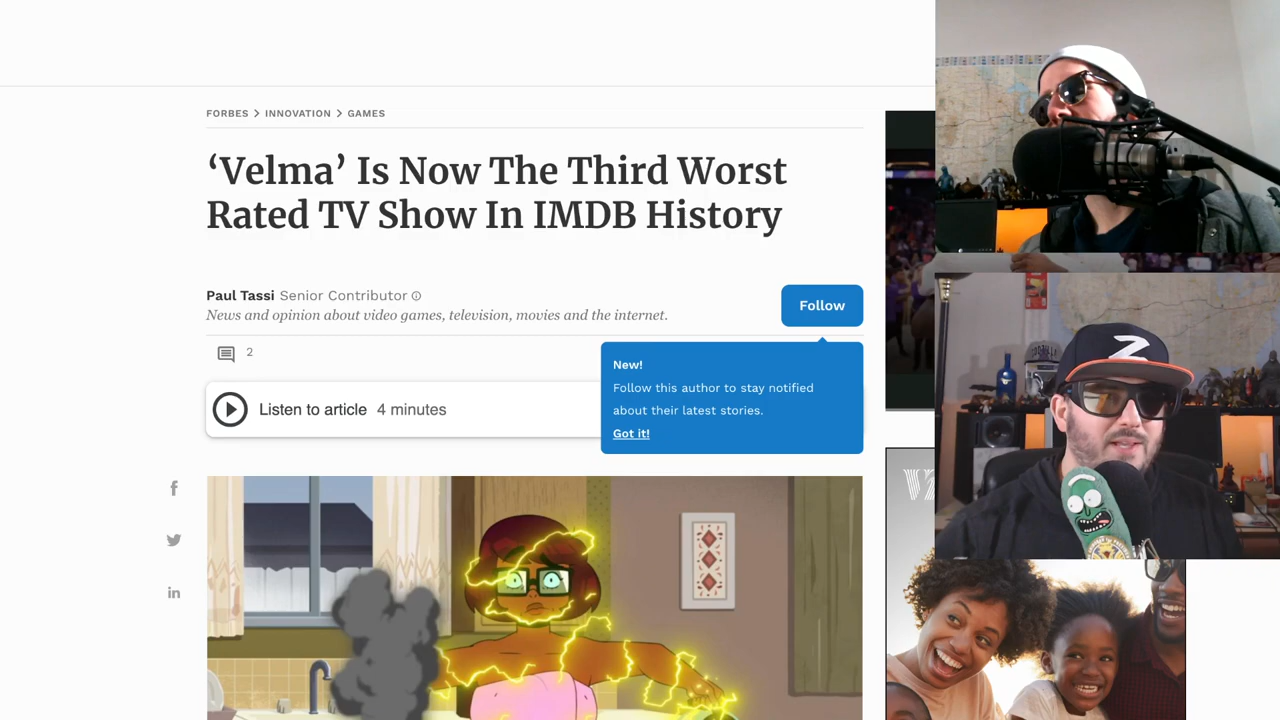 FORBES > INNOVATION > GAMES
‘Velma’ Is Now The Third Worst
Rated TV Show In IMDB History
Paul Tassi Senior Contributor
News and opinion about video games, television, movies and the internet.
Follow
2
New!
Follow this author to stay notified
about their latest stories.
Got it!
Listen to article 4 minutes
Z